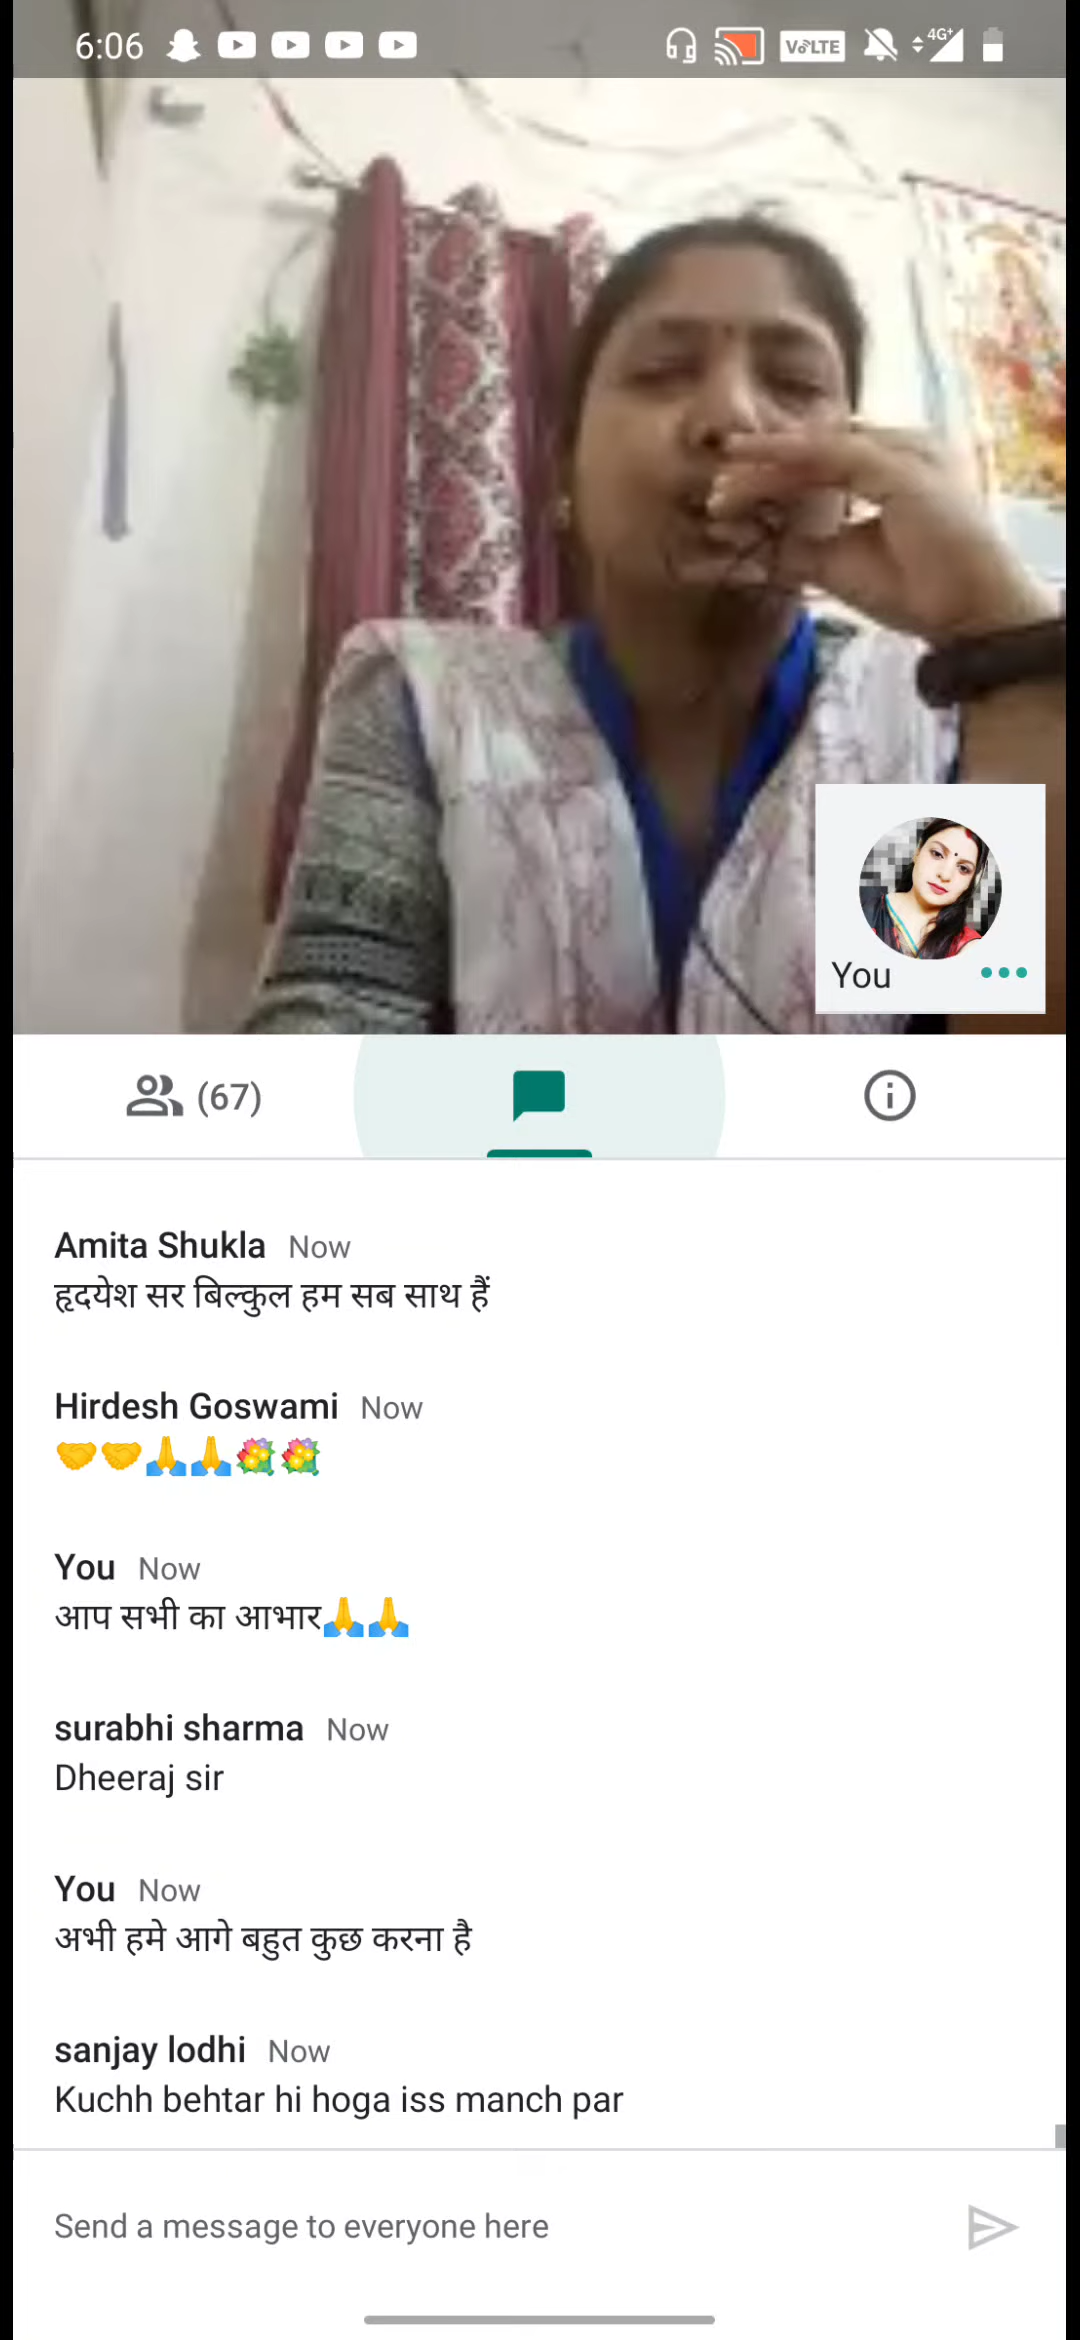 6:06
VoLTE
4G+
You
(67)
Amita Shukla Now
हृदयेश सर बिल्कुल हम सब साथ हैं
Hirdesh Goswami Now
🤝🤝🙏🙏💐💐
You Now
आप सभी का आभार🙏🙏
surabhi sharma Now
Dheeraj sir
You Now
अभी हमे आगे बहुत कुछ करना है
sanjay lodhi Now
Kuchh behtar hi hoga iss manch par
Send a message to everyone here